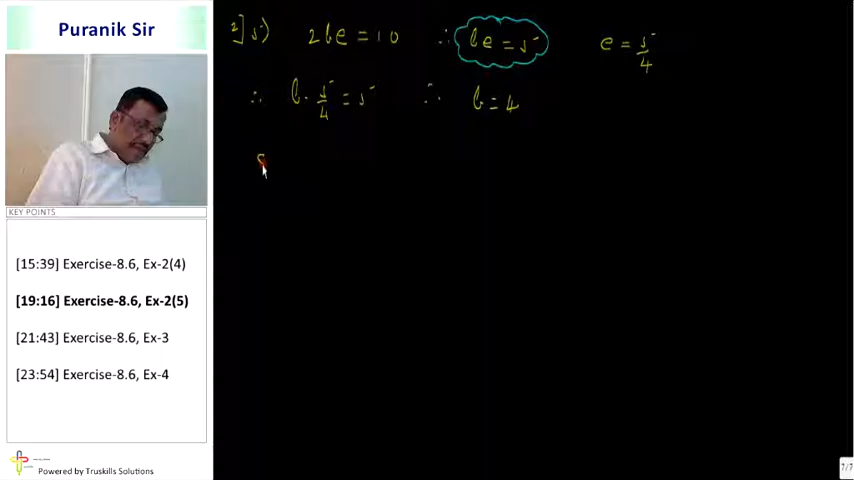 Puranik Sir
2] 5) 2be = 10 ∴ be = 5 e = 5/4
∴ b · 5/4 = 5 ∴ b = 4
KEY POINTS
[15:39] Exercise-8.6, Ex-2(4)
[19:16] Exercise-8.6, Ex-2(5)
[21:43] Exercise-8.6, Ex-3
[23:54] Exercise-8.6, Ex-4
Powered by Truskills Solutions
7/7